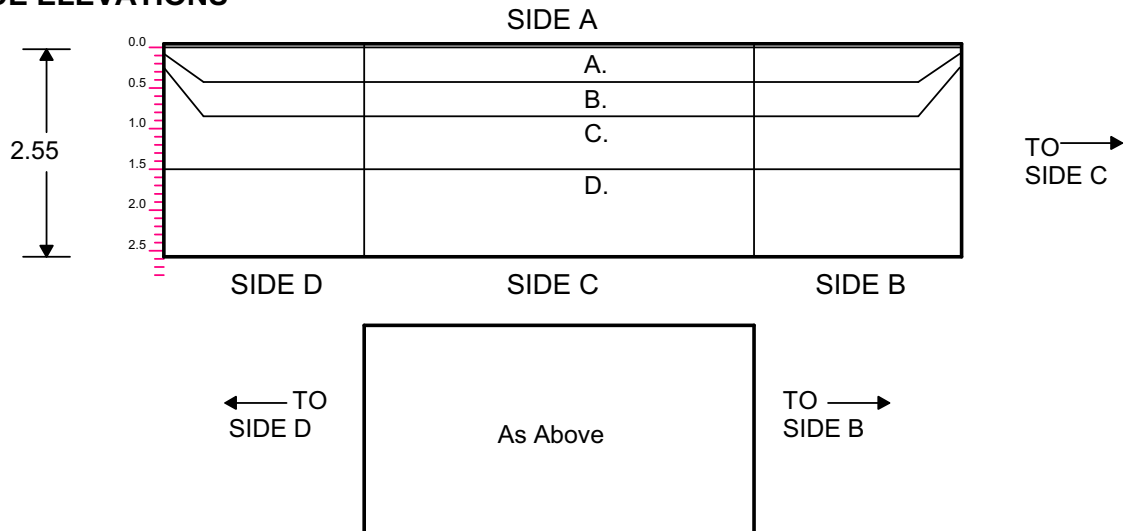 ELEVATIONS
SIDE A
0.0
A.
0.5
B.
1.0
C.
2.55
TO
SIDE C
1.5
D.
2.0
2.5
SIDE D
SIDE C
SIDE B
TO
SIDE D
TO
SIDE B
As Above